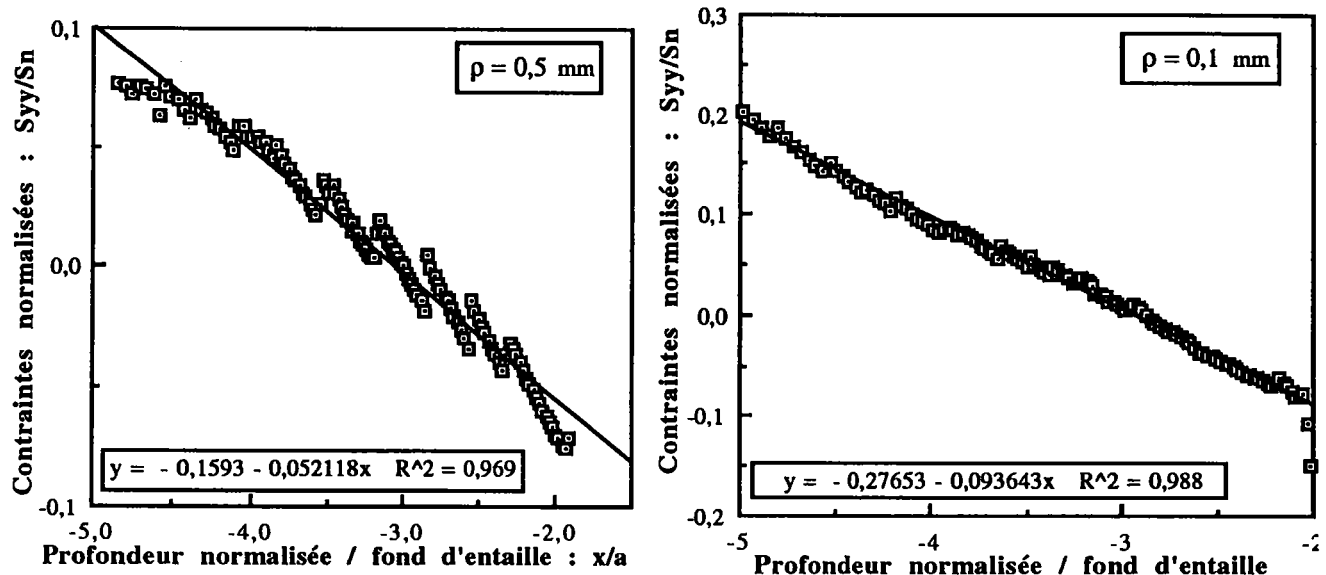 Contraintes normalisées : Syy/Sn
0,1
0,0
-0,1
ρ = 0,5 mm
y = - 0,1593 - 0,052118x R^2 = 0,969
-5,0 -4,0 -3,0 -2,0
Profondeur normalisée / fond d'entaille : x/a
Contraintes normalisées : Syy/Sn
0,3
0,2
0,1
0,0
-0,1
-0,2
ρ = 0,1 mm
y = - 0,27653 - 0,093643x R^2 = 0,988
-5 -4 -3 -2
Profondeur normalisée / fond d'entaille